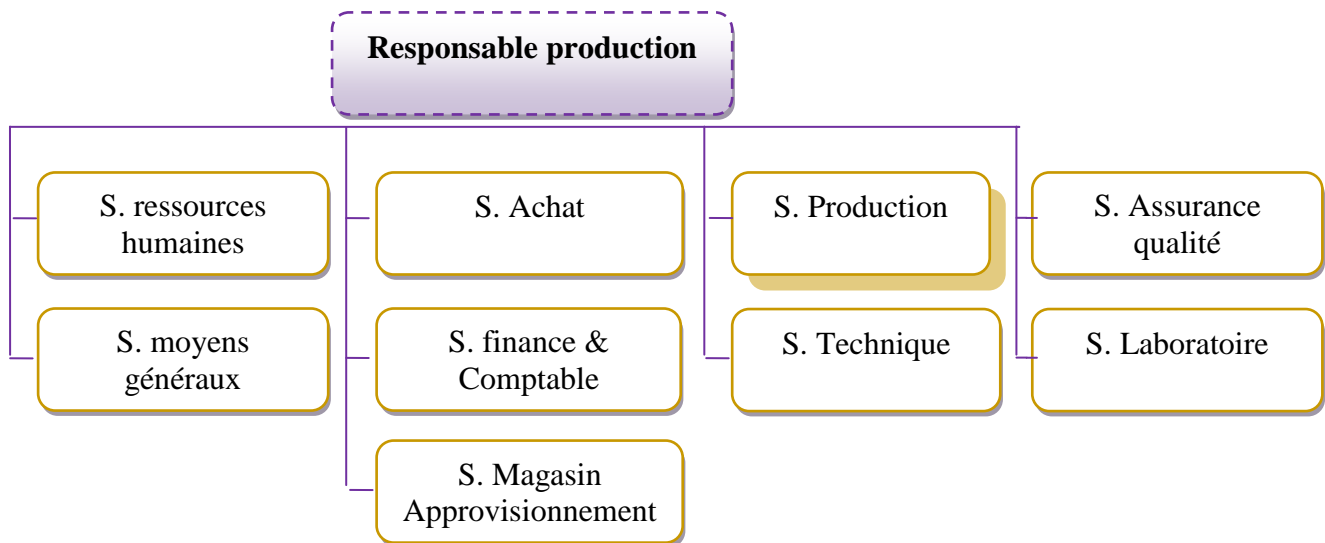 Responsable production
S. ressources
humaines
S. Achat
S. Production
S. Assurance
qualité
S. moyens
généraux
S. finance &
Comptable
S. Technique
S. Laboratoire
S. Magasin
Approvisionnement